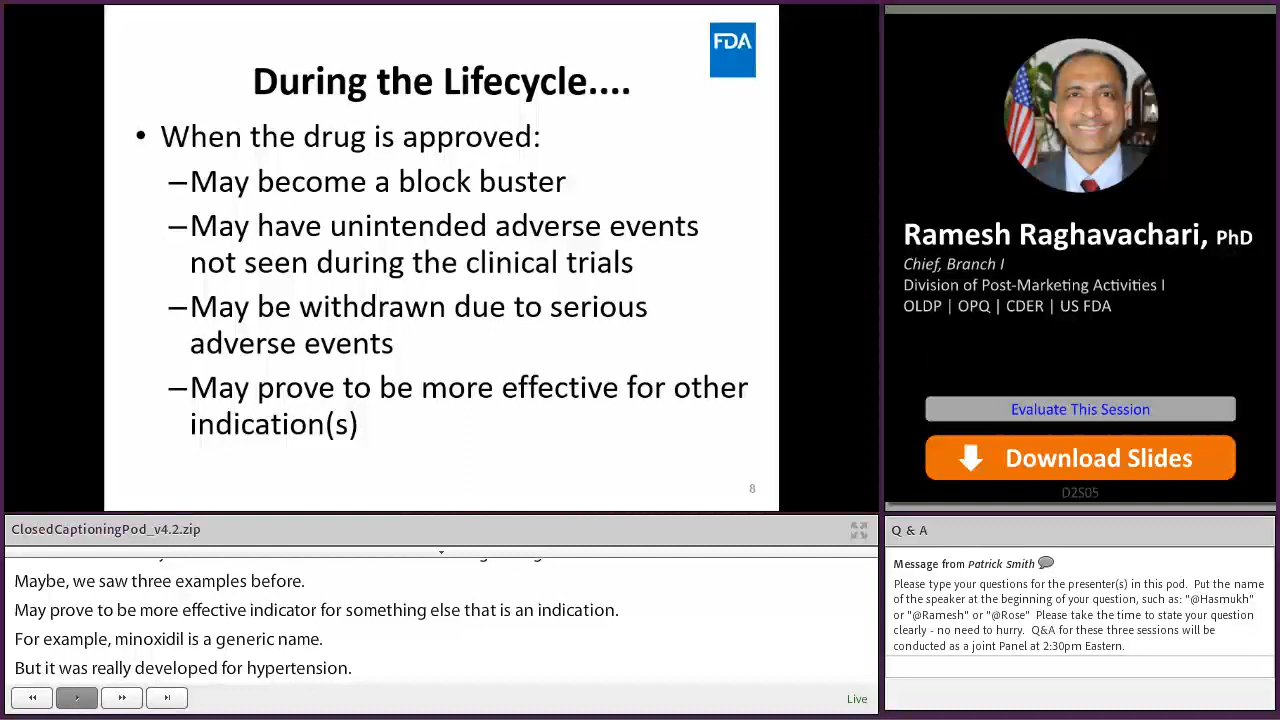 FDA
During the Lifecycle....
• When the drug is approved:
–May become a block buster
–May have unintended adverse events
not seen during the clinical trials
–May be withdrawn due to serious
adverse events
–May prove to be more effective for other
indication(s)
8
Ramesh Raghavachari, PhD
Chief, Branch I
Division of Post-Marketing Activities I
OLDP | OPQ | CDER | US FDA
Evaluate This Session
Download Slides
D2S05
ClosedCaptioningPod_v4.2.zip
Maybe, we saw three examples before.
May prove to be more effective indicator for something else that is an indication.
For example, minoxidil is a generic name.
But it was really developed for hypertension.
Live
Q & A
Message from Patrick Smith
Please type your questions for the presenter(s) in this pod. Put the name
of the speaker at the beginning of your question, such as: "@Hasmukh"
or "@Ramesh" or "@Rose" Please take the time to state your question
clearly - no need to hurry. Q&A for these three sessions will be
conducted as a joint Panel at 2:30pm Eastern.